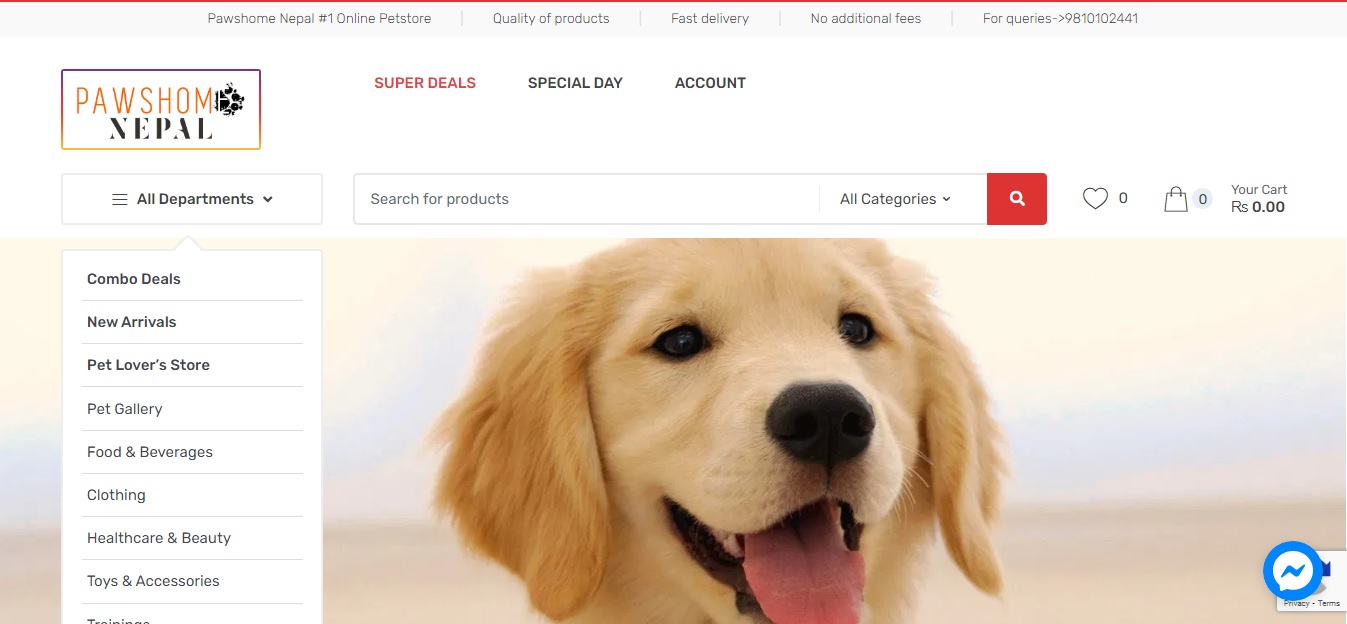 Pawshome Nepal #1 Online Petstore
Quality of products
Fast delivery
No additional fees
For queries->9810102441
PAWSHOME
NEPAL
SUPER DEALS
SPECIAL DAY
ACCOUNT
All Departments
Search for products
All Categories
0
0
Your Cart
₨ 0.00
Combo Deals
New Arrivals
Pet Lover’s Store
Pet Gallery
Food & Beverages
Clothing
Healthcare & Beauty
Toys & Accessories
Trainings
Privacy - Terms